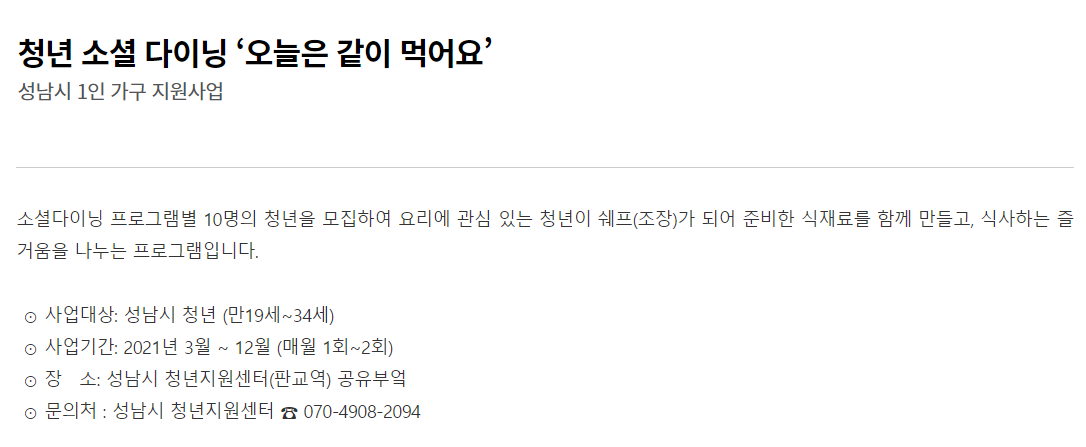 청년 소셜 다이닝 ‘오늘은 같이 먹어요’
성남시 1인 가구 지원사업
소셜다이닝 프로그램별 10명의 청년을 모집하여 요리에 관심 있는 청년이 쉐프(조장)가 되어 준비한 식재료를 함께 만들고, 식사하는 즐
거움을 나누는 프로그램입니다.
⊙ 사업대상: 성남시 청년 (만19세~34세)
⊙ 사업기간: 2021년 3월 ~ 12월 (매월 1회~2회)
⊙ 장 소: 성남시 청년지원센터(판교역) 공유부엌
⊙ 문의처 : 성남시 청년지원센터 ☎ 070-4908-2094